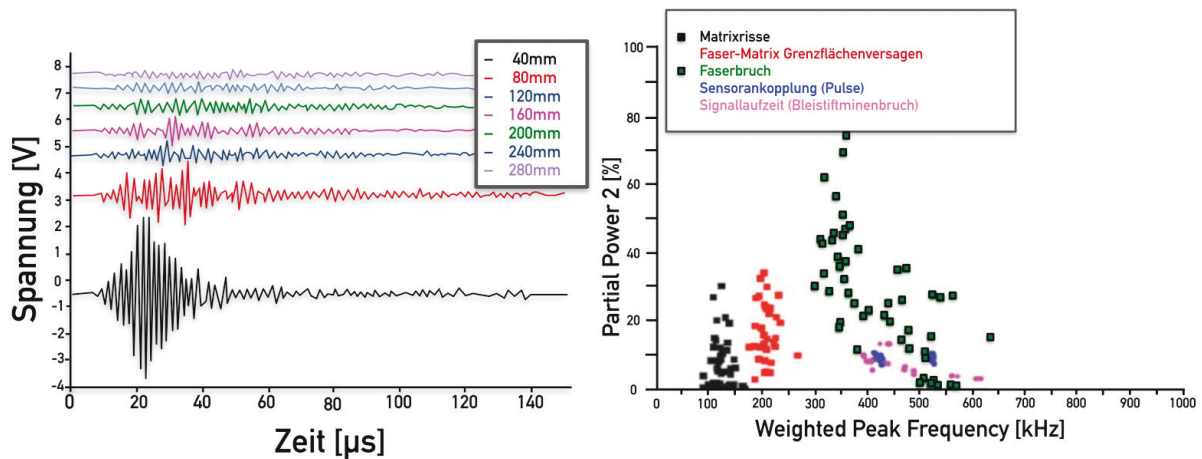 8
7
6
5
4
3
2
1
0
-1
-2
-3
-4
Spannung [V]
0
20
40
60
80
100
120
140
Zeit [µs]
40mm
80mm
120mm
160mm
200mm
240mm
280mm
100
80
60
40
20
0
Partial Power 2 [%]
Matrixrisse
Faser-Matrix Grenzflächenversagen
Faserbruch
Sensorankopplung (Pulse)
Signallaufzeit (Bleistiftminenbruch)
0
100
200
300
400
500
600
700
800
900
1000
Weighted Peak Frequency [kHz]